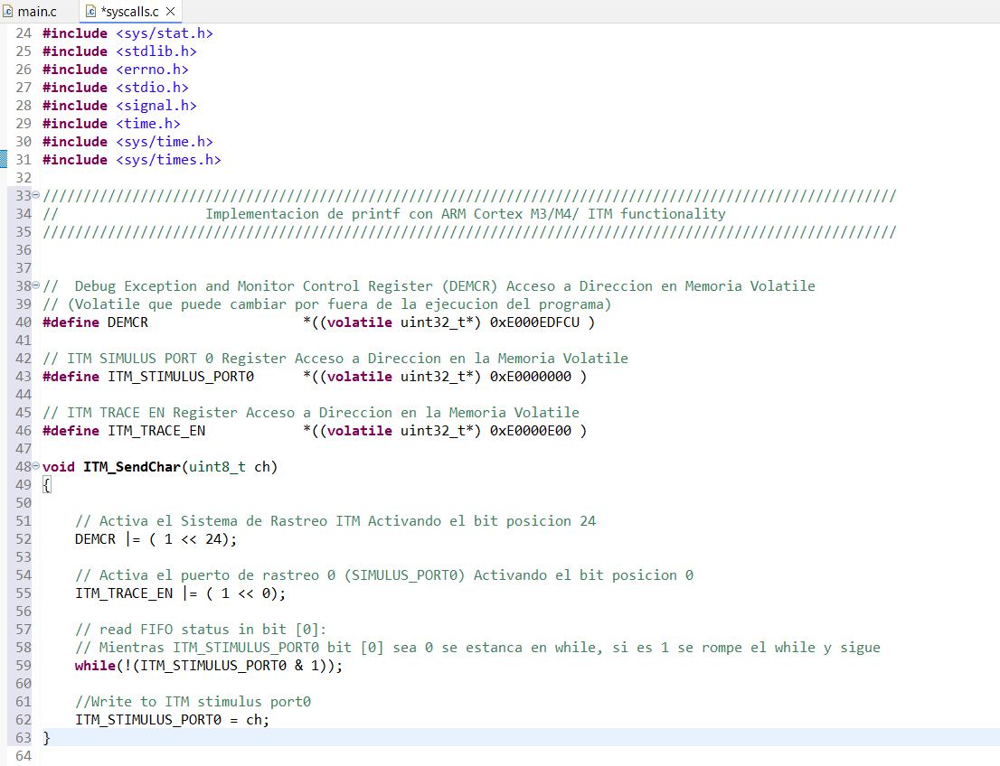 main.c *syscalls.c
24 #include <sys/stat.h>
25 #include <stdlib.h>
26 #include <errno.h>
27 #include <stdio.h>
28 #include <signal.h>
29 #include <time.h>
30 #include <sys/time.h>
31 #include <sys/times.h>
32
33 /////////////////////////////////////////////////////////////////////////////////////////////////////////
34 //                  Implementacion de printf con ARM Cortex M3/M4/ ITM functionality
35 /////////////////////////////////////////////////////////////////////////////////////////////////////////
36
37
38 //  Debug Exception and Monitor Control Register (DEMCR) Acceso a Direccion en Memoria Volatile
39 // (Volatile que puede cambiar por fuera de la ejecucion del programa)
40 #define DEMCR                   *((volatile uint32_t*) 0xE000EDFCU )
41
42 // ITM SIMULUS PORT 0 Register Acceso a Direccion en la Memoria Volatile
43 #define ITM_STIMULUS_PORT0      *((volatile uint32_t*) 0xE0000000 )
44
45 // ITM TRACE EN Register Acceso a Direccion en la Memoria Volatile
46 #define ITM_TRACE_EN            *((volatile uint32_t*) 0xE0000E00 )
47
48 void ITM_SendChar(uint8_t ch)
49 {
50
51     // Activa el Sistema de Rastreo ITM Activando el bit posicion 24
52     DEMCR |= ( 1 << 24);
53
54     // Activa el puerto de rastreo 0 (SIMULUS_PORT0) Activando el bit posicion 0
55     ITM_TRACE_EN |= ( 1 << 0);
56
57     // read FIFO status in bit [0]:
58     // Mientras ITM_STIMULUS_PORT0 bit [0] sea 0 se estanca en while, si es 1 se rompe el while y sigue
59     while(!(ITM_STIMULUS_PORT0 & 1));
60
61     //Write to ITM stimulus port0
62     ITM_STIMULUS_PORT0 = ch;
63 }
64